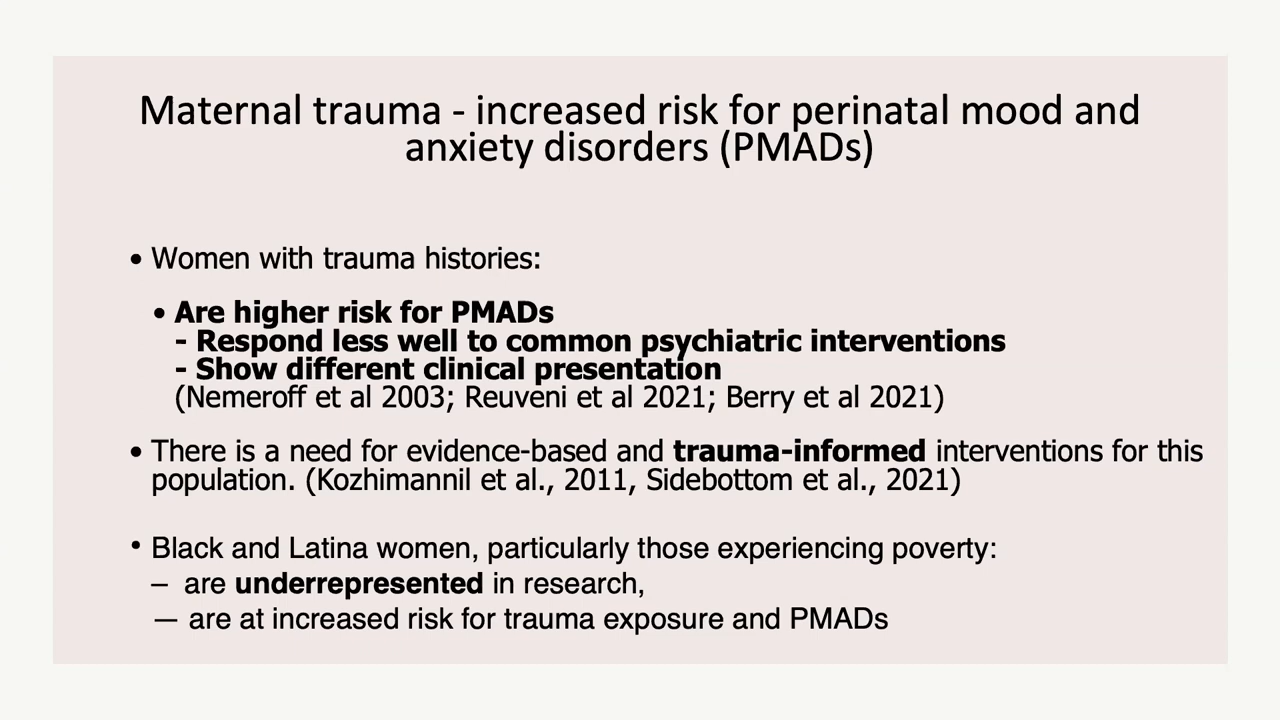 Maternal trauma - increased risk for perinatal mood and
anxiety disorders (PMADs)
• Women with trauma histories:
• Are higher risk for PMADs
- Respond less well to common psychiatric interventions
- Show different clinical presentation
(Nemeroff et al 2003; Reuveni et al 2021; Berry et al 2021)
• There is a need for evidence-based and trauma-informed interventions for this
population. (Kozhimannil et al., 2011, Sidebottom et al., 2021)
• Black and Latina women, particularly those experiencing poverty:
– are underrepresented in research,
— are at increased risk for trauma exposure and PMADs